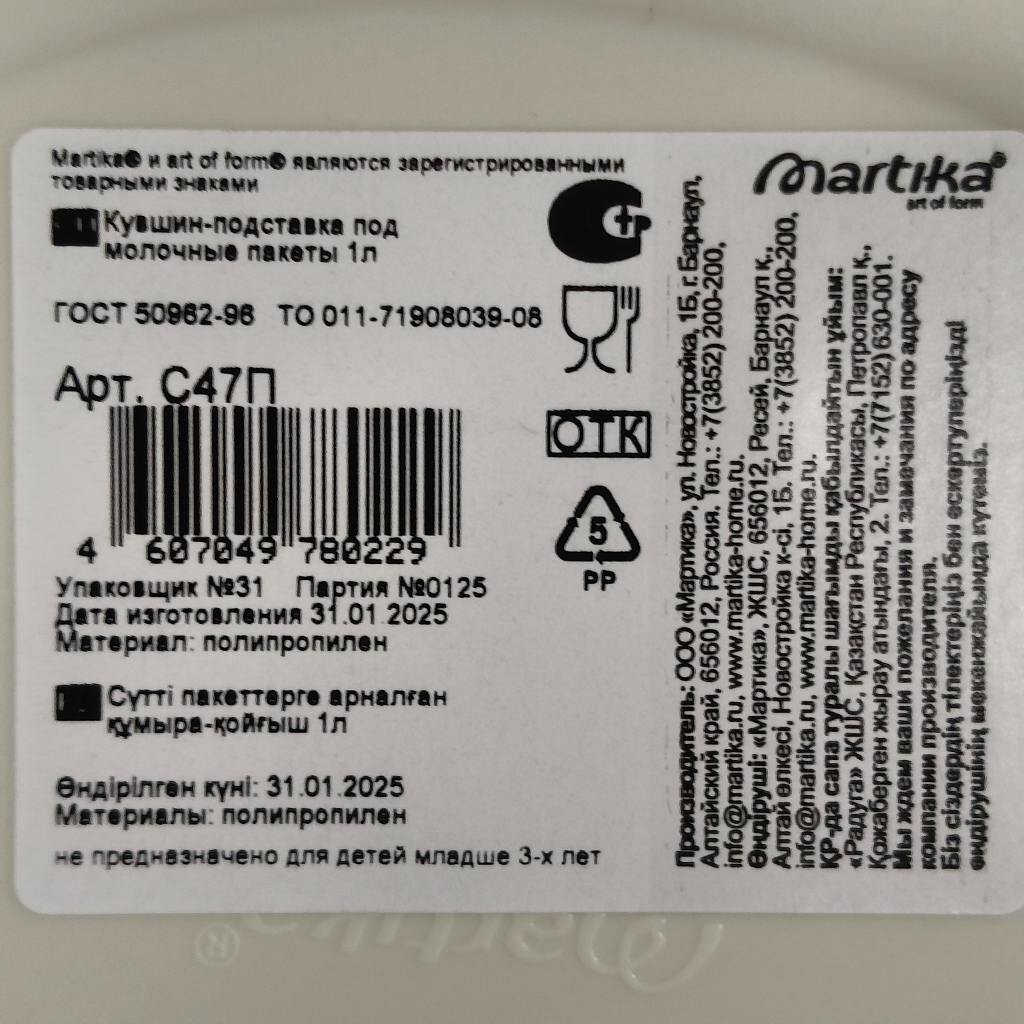 Martika® и art of form® являются зарегистрированными
товарными знаками
Кувшин-подставка под
молочные пакеты 1л
ГОСТ 50962-96 ТО 011-71908039-08
Арт. С47П
4 607049 780229
Упаковщик №31 Партия №0125
Дата изготовления 31.01.2025
Материал: полипропилен
Сүтті пакеттерге арналған
құмыра-қойғыш 1л
Өндірілген күні: 31.01.2025
Материалы: полипропилен
не предназначено для детей младше 3-х лет
ОТК
5
PP
Martika®
art of form
Производитель: ООО «Мартика», ул. Новостройка, 1Б, г. Барнаул,
Алтайский край, 656012, Россия. Тел.: +7(3852) 200-200,
info@martika.ru, www.martika-home.ru.
Өндіруші: «Мартика», ЖШС, 656012, Ресей, Барнаул қ.,
Алтай өлкесі, Новостройка к-сі, 1Б. Тел.: +7(3852) 200-200,
info@martika.ru, www.martika-home.ru.
ҚР-да сапа туралы шағымды қабылдайтын ұйым:
«Радуга» ЖШС, Қазақстан Республикасы, Петропавл қ.,
Қожаберген жырау атындағы, 2. Тел.: +7(7152) 630-001.
Мы ждем ваши пожелания и замечания по адресу
компании производителя.
Біз сіздердің тілектеріңіз бен ескертулеріңізді
өндірушінің мекенжайында күтеміз.
Martika®